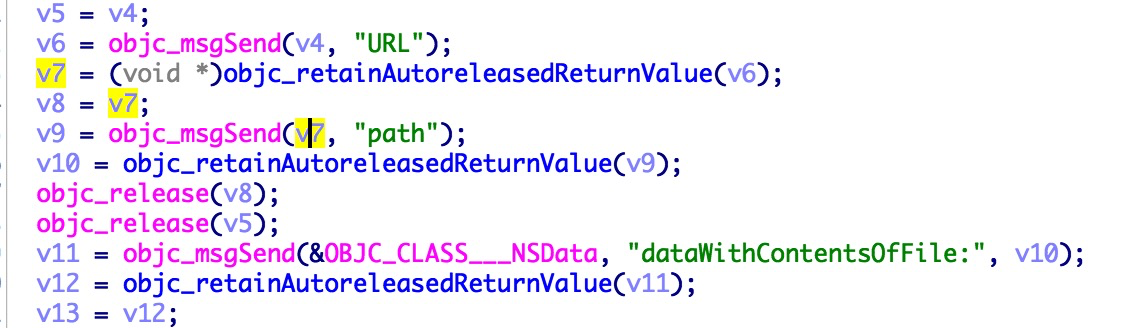 v5 = v4;
v6 = objc_msgSend(v4, "URL");
v7 = (void *)objc_retainAutoreleasedReturnValue(v6);
v8 = v7;
v9 = objc_msgSend(v7, "path");
v10 = objc_retainAutoreleasedReturnValue(v9);
objc_release(v8);
objc_release(v5);
v11 = objc_msgSend(&OBJC_CLASS___NSData, "dataWithContentsOfFile:", v10);
v12 = objc_retainAutoreleasedReturnValue(v11);
v13 = v12;